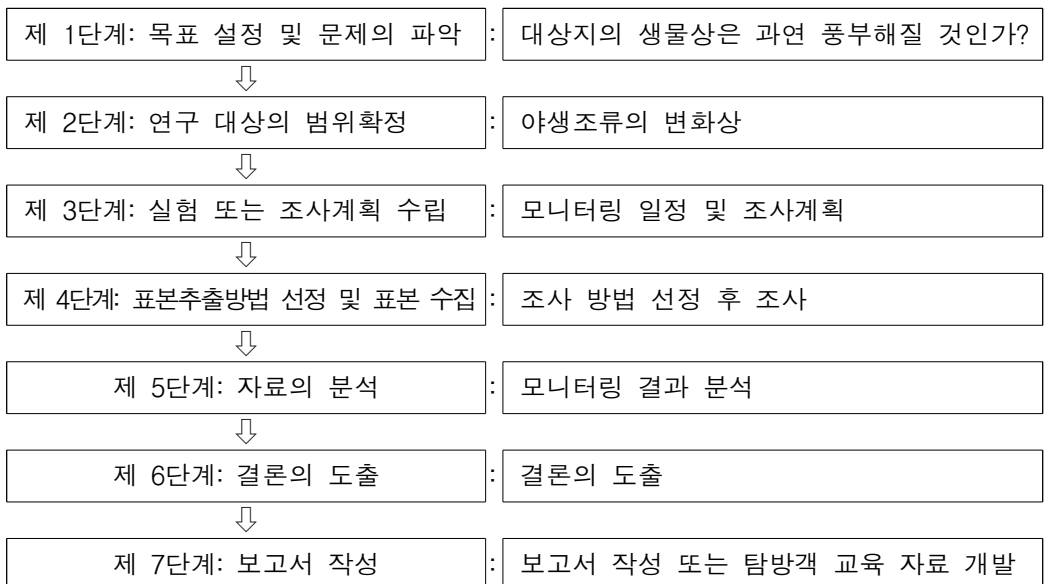 제 1단계: 목표 설정 및 문제의 파악 : 대상지의 생물상은 과연 풍부해질 것인가?
⇩
제 2단계: 연구 대상의 범위확정 : 야생조류의 변화상
⇩
제 3단계: 실험 또는 조사계획 수립 : 모니터링 일정 및 조사계획
⇩
제 4단계: 표본추출방법 선정 및 표본 수집 : 조사 방법 선정 후 조사
⇩
제 5단계: 자료의 분석 : 모니터링 결과 분석
⇩
제 6단계: 결론의 도출 : 결론의 도출
⇩
제 7단계: 보고서 작성 : 보고서 작성 또는 탐방객 교육 자료 개발